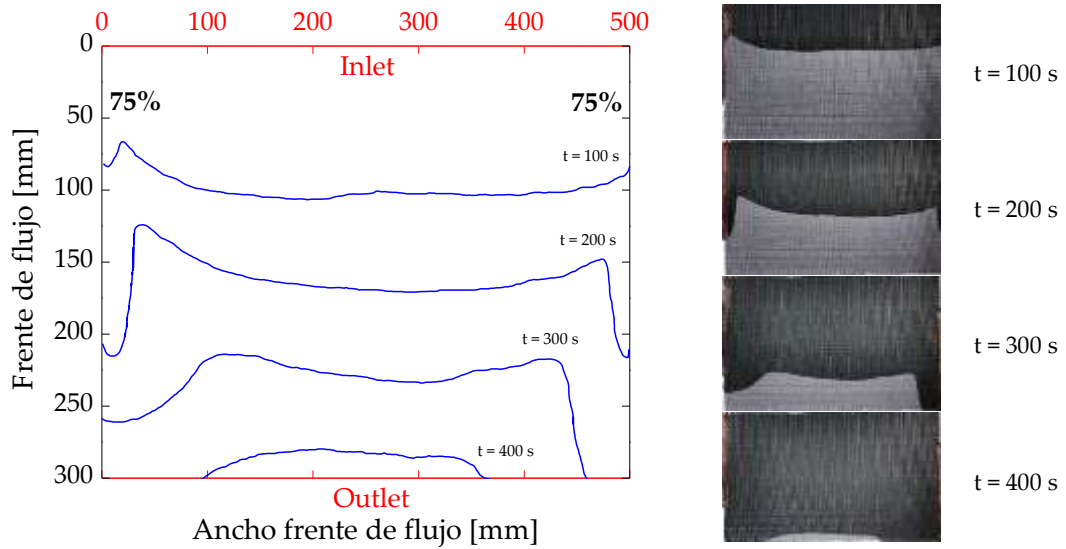 0 100 200 300 400 500
0
Inlet
50
75% 75%
100
t = 100 s
150
t = 200 s
200
t = 300 s
250
t = 400 s
300
Outlet
Frente de flujo [mm]
Ancho frente de flujo [mm]
t = 100 s
t = 200 s
t = 300 s
t = 400 s